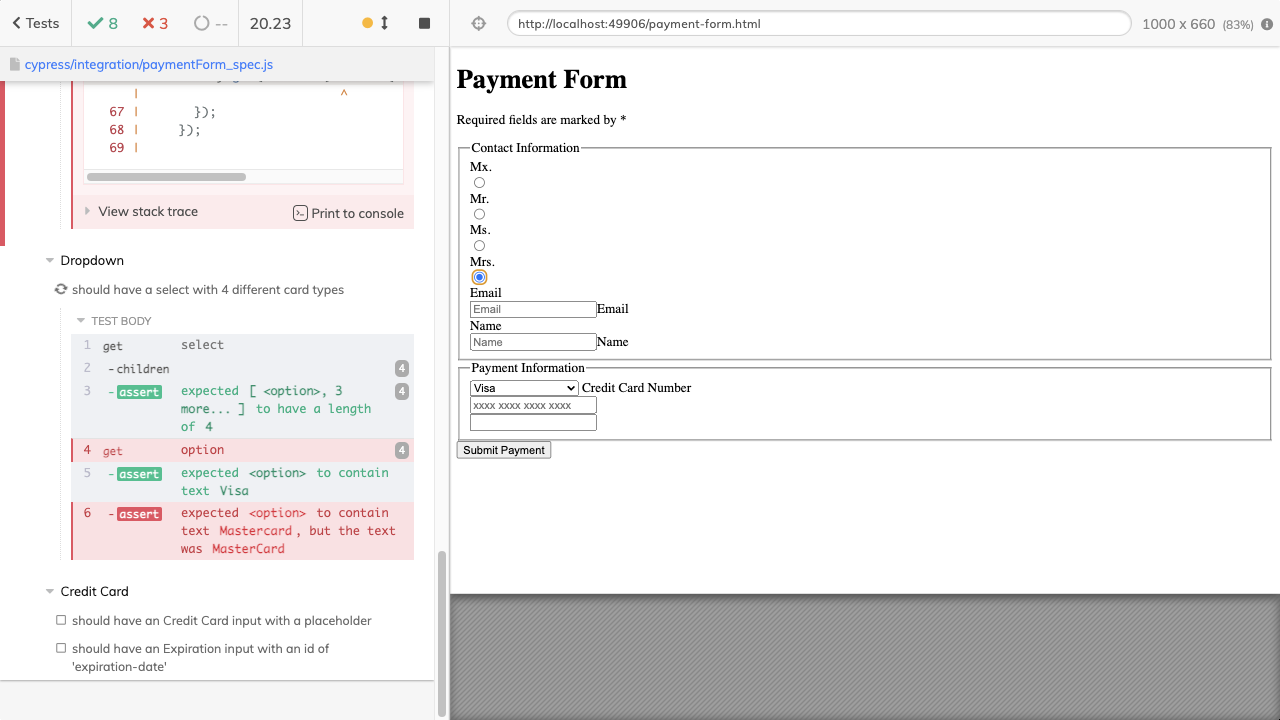 Tests
8
3
--
20.23
http://localhost:49906/payment-form.html
1000 x 660 (83%)
cypress/integration/paymentForm_spec.js
| ^
67 | });
68 | });
69 |
View stack trace
Print to console
Dropdown
should have a select with 4 different card types
TEST BODY
1 get select
2 -children 4
3 -assert expected [ <option>, 3 4
more... ] to have a length
of 4
4 get option 4
5 -assert expected <option> to contain
text Visa
6 -assert expected <option> to contain
text Mastercard, but the text
was MasterCard
Credit Card
should have an Credit Card input with a placeholder
should have an Expiration input with an id of
'expiration-date'
Payment Form
Required fields are marked by *
Contact Information
Mx.
Mr.
Ms.
Mrs.
Email
Email Email
Name
Name Name
Payment Information
Visa Credit Card Number
xxxx xxxx xxxx xxxx
Submit Payment